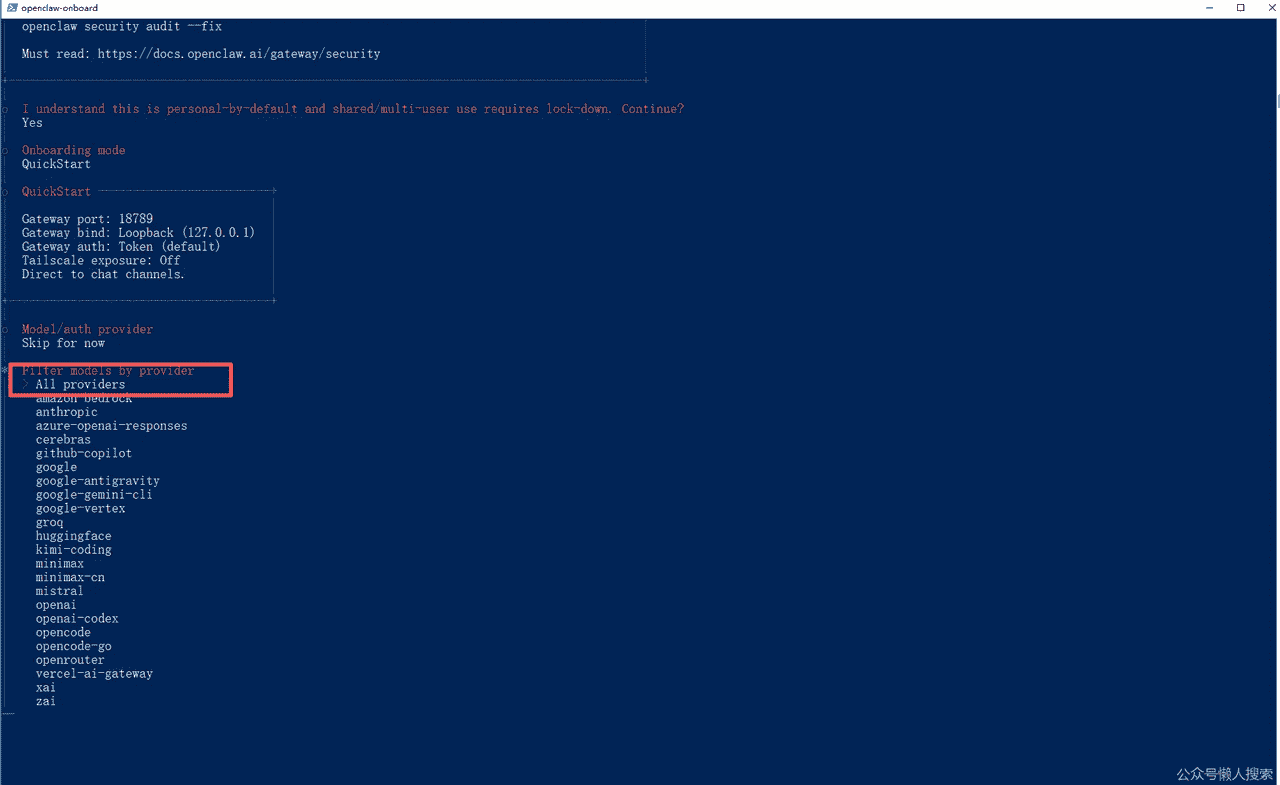 openclaw-onboard
openclaw security audit --fix
Must read: https://docs.openclaw.ai/gateway/security
I understand this is personal-by-default and shared/multi-user use requires lock-down. Continue?
Yes
Onboarding mode
QuickStart
QuickStart
Gateway port: 18789
Gateway bind: Loopback (127.0.0.1)
Gateway auth: Token (default)
Tailscale exposure: Off
Direct to chat channels.
Model/auth provider
Skip for now
Filter models by provider
> All providers
amazon-bedrock
anthropic
azure-openai-responses
cerebras
github-copilot
google
google-antigravity
google-gemini-cli
google-vertex
groq
huggingface
kimi-coding
minimax
minimax-cn
mistral
openai
openai-codex
opencode
opencode-go
openrouter
vercel-ai-gateway
xai
zai
公众号懒人搜索